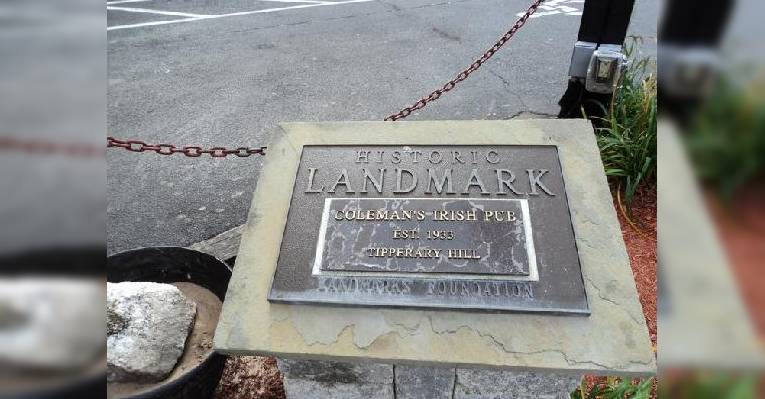 HISTORIC
LANDMARK
COLEMAN'S IRISH PUB
EST. 1933
TIPPERARY HILL
LANDMARKS FOUNDATION